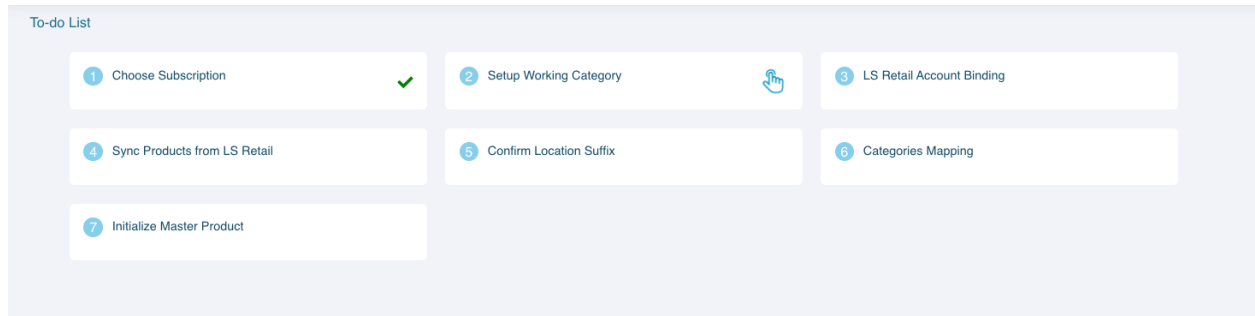 To-do List
1 Choose Subscription
2 Setup Working Category
3 LS Retail Account Binding
4 Sync Products from LS Retail
5 Confirm Location Suffix
6 Categories Mapping
7 Initialize Master Product